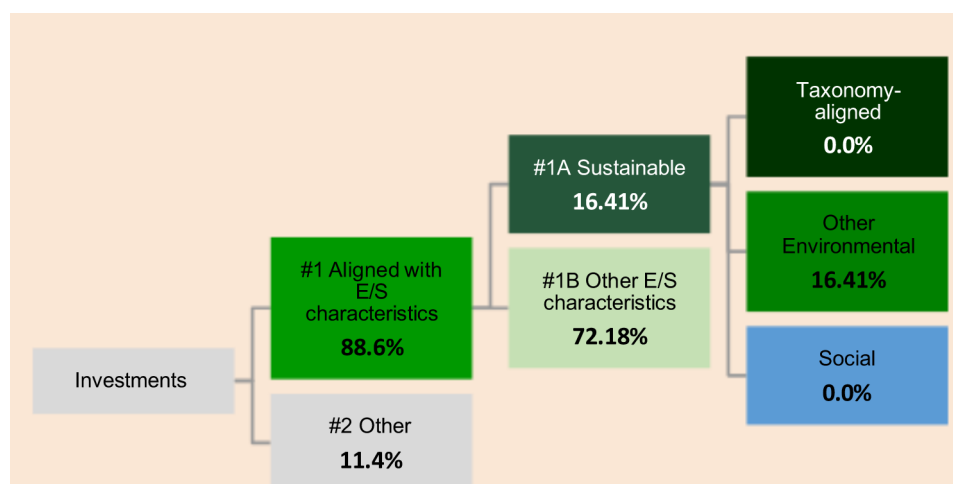 Investments
#1 Aligned with
E/S
characteristics
88.6%
#2 Other
11.4%
#1A Sustainable
16.41%
#1B Other E/S
characteristics
72.18%
Taxonomy-
aligned
0.0%
Other
Environmental
16.41%
Social
0.0%